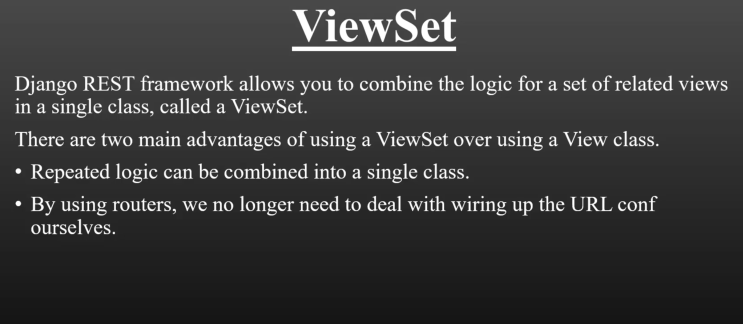 ViewSet
Django REST framework allows you to combine the logic for a set of related views
in a single class, called a ViewSet.
There are two main advantages of using a ViewSet over using a View class.
• Repeated logic can be combined into a single class.
• By using routers, we no longer need to deal with wiring up the URL conf
ourselves.